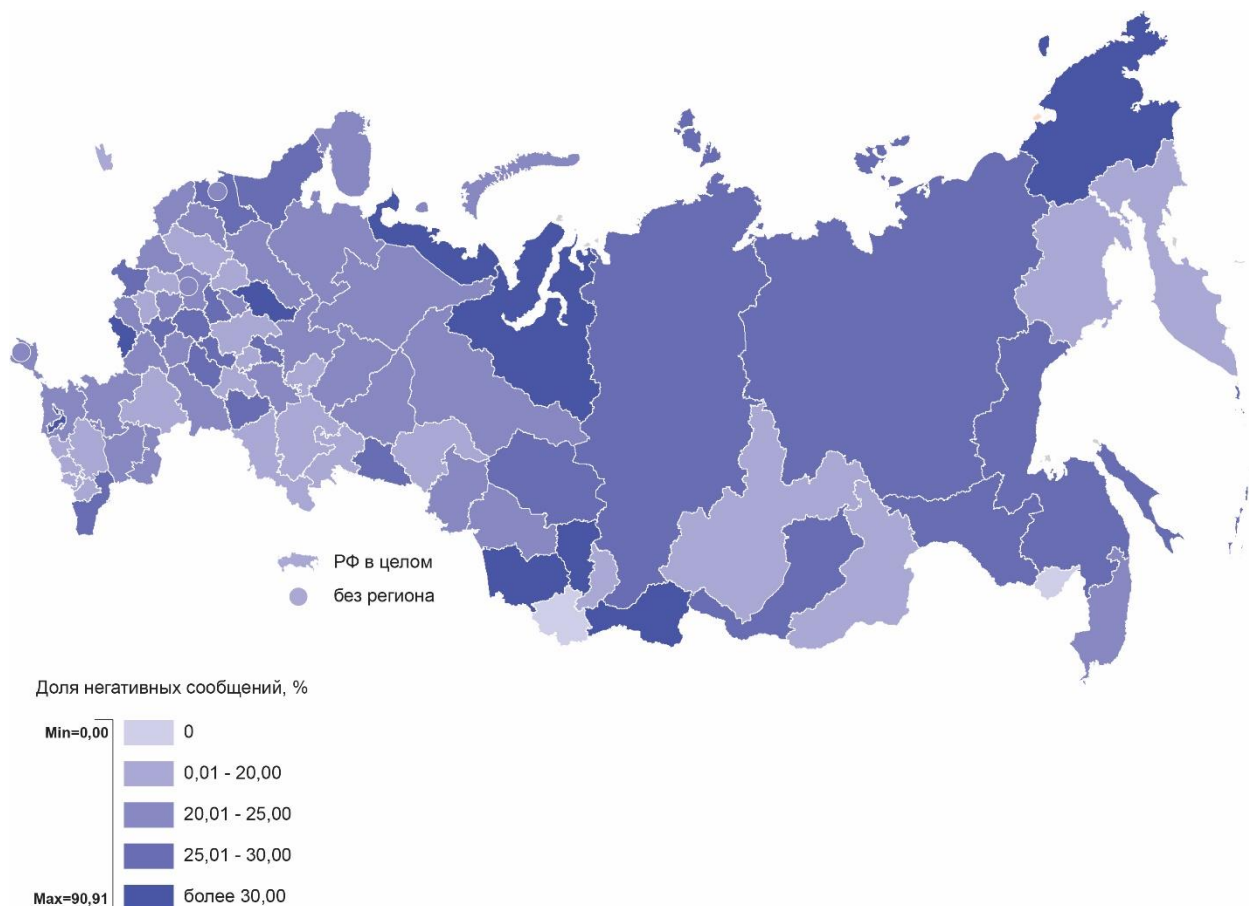 РФ в целом
без региона
Доля негативных сообщений, %
Min=0,00
0
0,01 - 20,00
20,01 - 25,00
25,01 - 30,00
Max=90,91
более 30,00